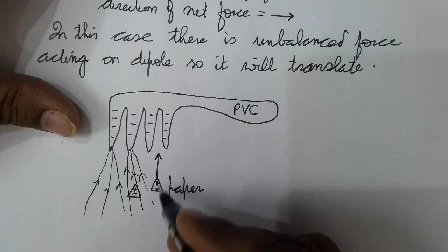 direction of net force = →
In this case there is unbalanced force
acting on dipole so it will translate.
PVC
paper